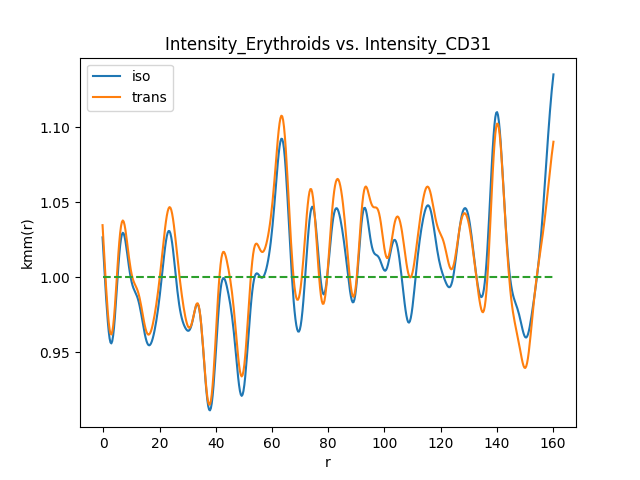 Intensity_Erythroids vs. Intensity_CD31
iso
trans
kmm(r)
1.10
1.05
1.00
0.95
0 20 40 60 80 100 120 140 160
r